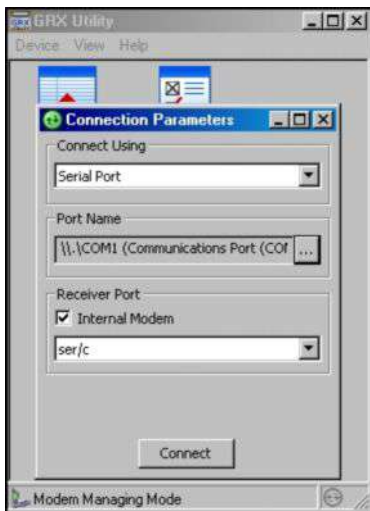 GRX Utility
Device View Help
Connection Parameters
Connect Using
Serial Port
Port Name
\\.\COM1 (Communications Port (CO
...
Receiver Port
Internal Modem
ser/c
Connect
Modem Managing Mode